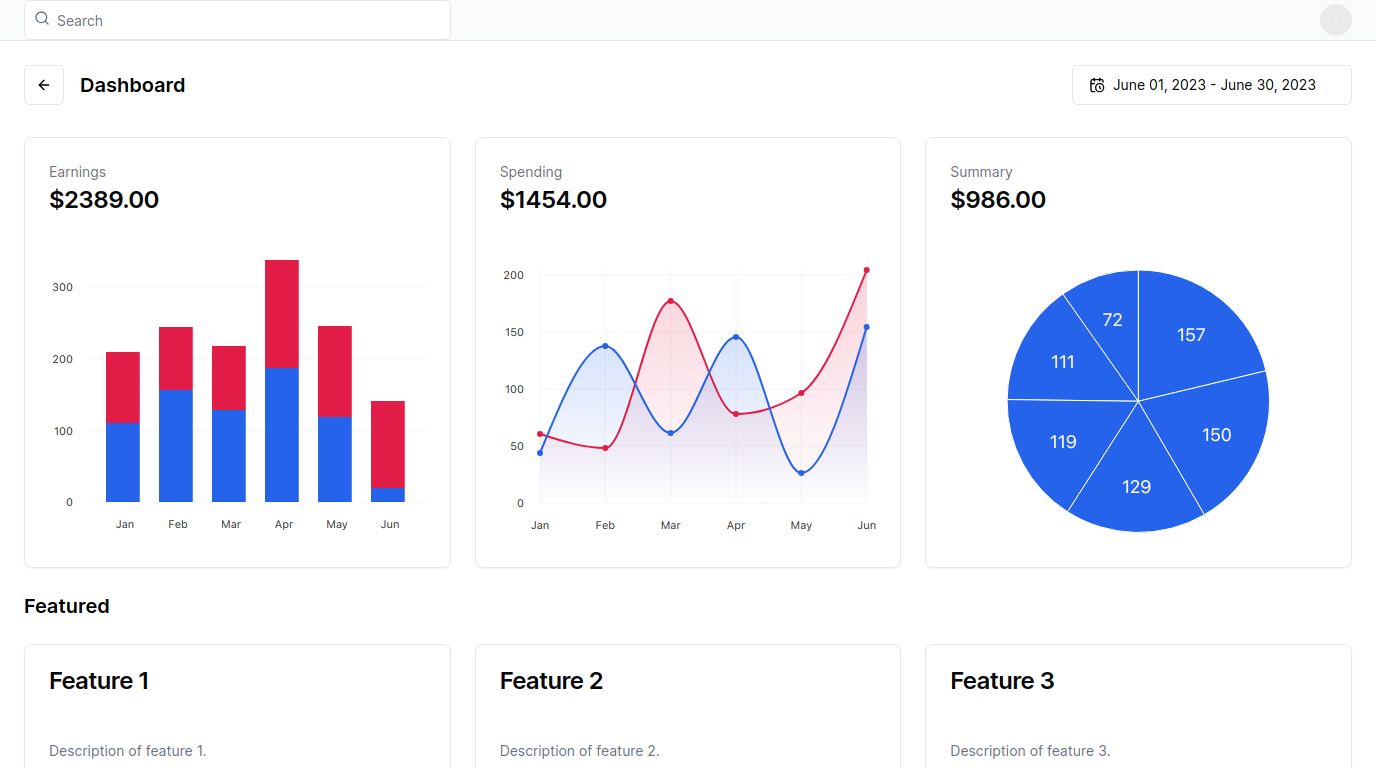 Search
Dashboard
June 01, 2023 - June 30, 2023
Earnings
$2389.00
300
200
100
0
Jan Feb Mar Apr May Jun
Spending
$1454.00
200
150
100
50
0
Jan Feb Mar Apr May Jun
Summary
$986.00
72
157
111
150
119
129
Featured
Feature 1
Description of feature 1.
Feature 2
Description of feature 2.
Feature 3
Description of feature 3.